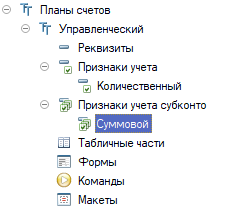 Планы счетов
Управленческий
Реквизиты
Признаки учета
Количественный
Признаки учета субконто
Суммовой
Табличные части
Формы
Команды
Макеты